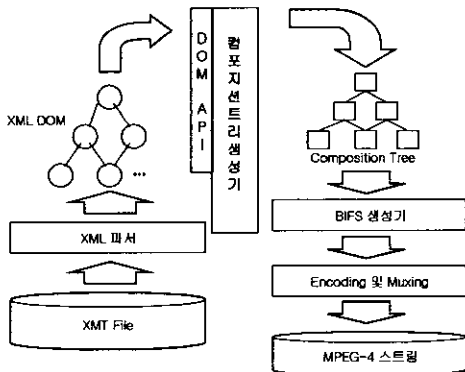 XML DOM
...
XML 파서
XMT File
DOM API
컴포지션트리생성기
Composition Tree
BIFS 생성기
Encoding 및 Muxing
MPEG-4 스트림